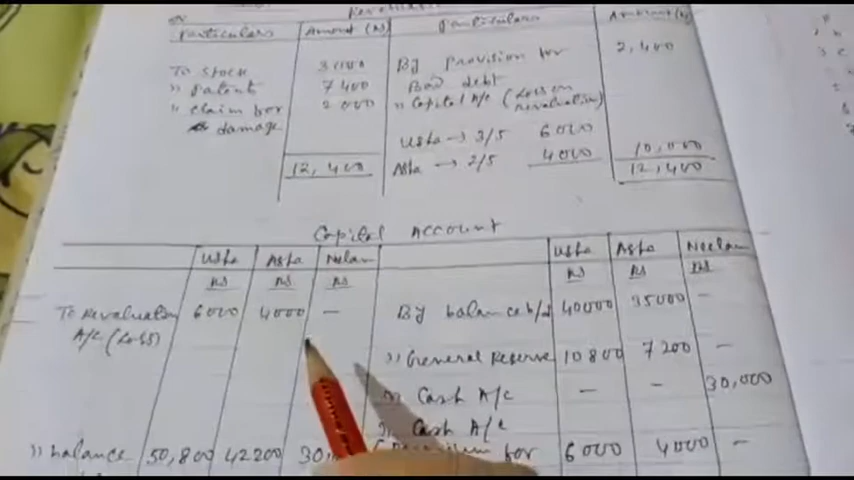 Particulars Amount (Rs) Particulars Amount (Rs)
To Stock 3000 By provision for 2,400
" patent 7400 Bad debt
" claim for 2000 " Capital A/c (Loss on
damage revaluation)
Usha → 3/5 6000
12,400 Asha → 2/5 4000 10,000
12,400
Capital Account
Usha Asha Neelam Usha Asha Neelam
Rs Rs Rs Rs Rs Rs
To Revaluation 6000 4000 — By balance b/d 40000 35000 —
A/c (Loss)
" General Reserve 10800 7200 —
" Cash A/c — — 30,000
" Cash A/c
" balance 50,800 42200 for 6000 4000 —